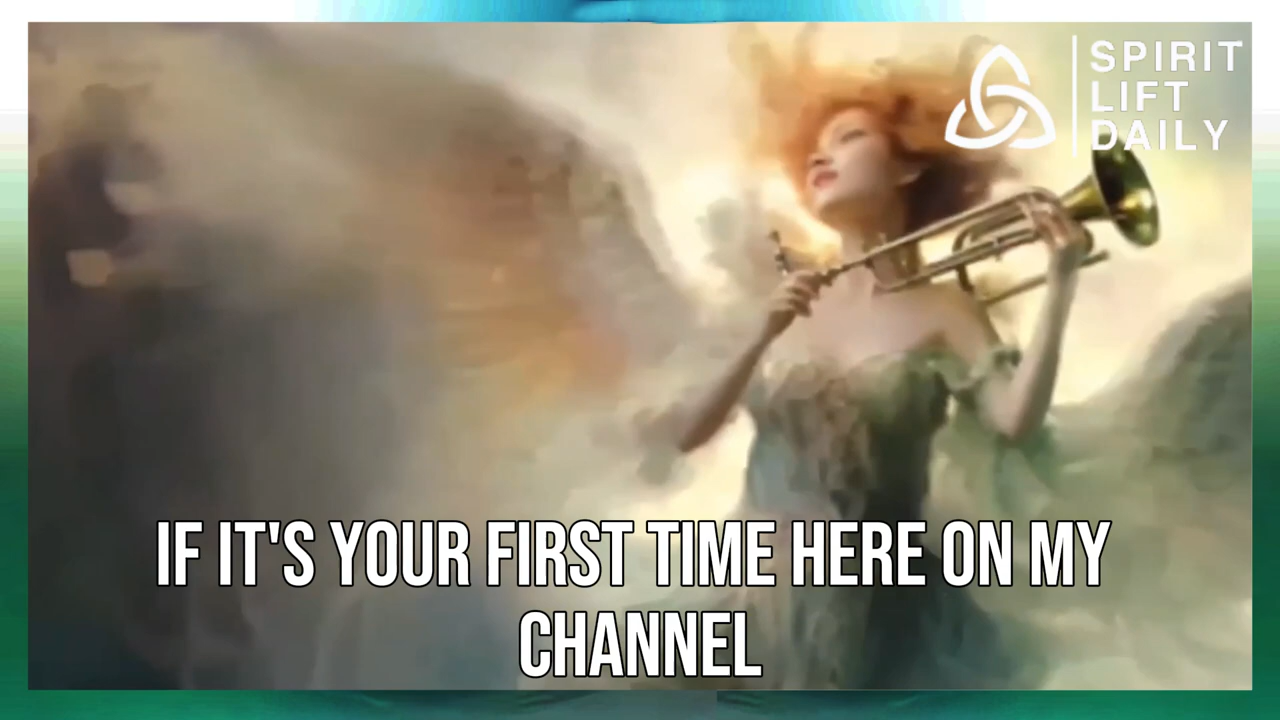 SPIRIT
LIFT
DAILY
IF IT'S YOUR FIRST TIME HERE ON MY
CHANNEL